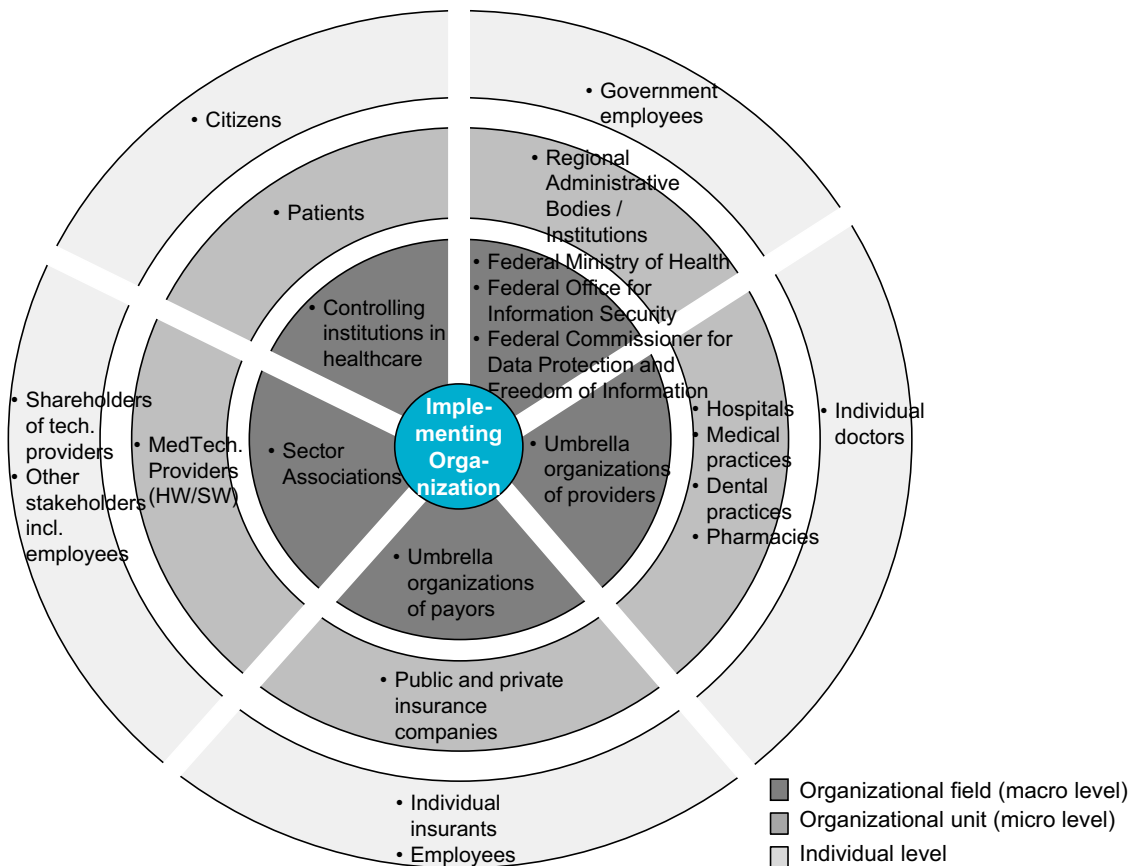 • Citizens
• Government
employees
• Patients
• Regional
Administrative
Bodies /
Institutions
• Controlling
institutions in
healthcare
• Federal Ministry of Health
• Federal Office for
Information Security
• Federal Commissioner for
Data Protection and
Freedom of Information
• Shareholders
of tech.
providers
• Other
stakeholders
incl.
employees
• MedTech.
Providers
(HW/SW)
• Sector
Associations
Imple-
menting
Orga-
nization
• Umbrella
organizations
of providers
• Hospitals
• Medical
practices
• Dental
practices
• Pharmacies
• Individual
doctors
• Umbrella
organizations
of payors
• Public and private
insurance
companies
• Individual
insurants
• Employees
Organizational field (macro level)
Organizational unit (micro level)
Individual level